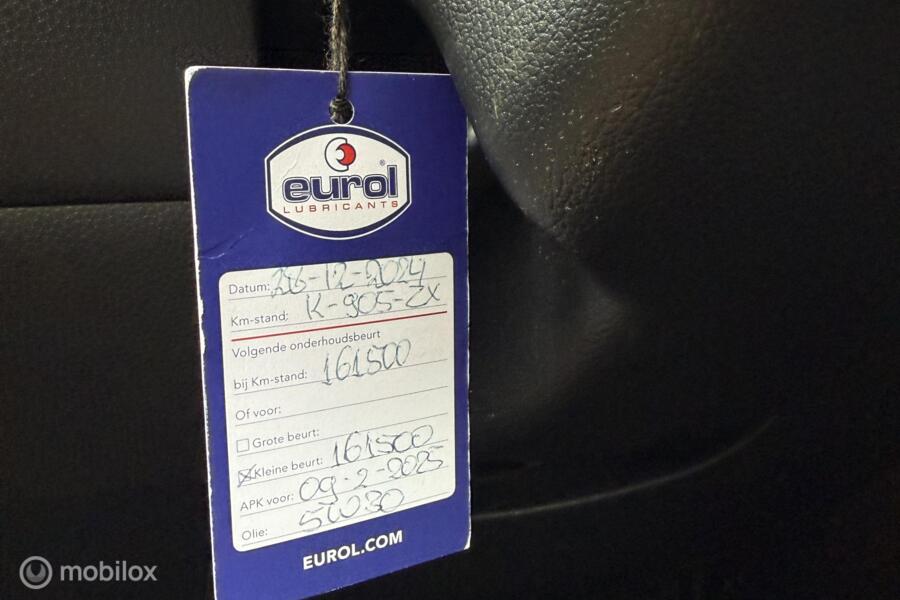 eurol®
LUBRICANTS
Datum: 28-12-2024
Km-stand: K-905-ZX
Volgende onderhoudsbeurt
bij Km-stand: 161500
Of voor:
Grote beurt:
Kleine beurt: 161500
APK voor: 09-2-2025
Olie: 5W30
EUROL.COM
mobilox